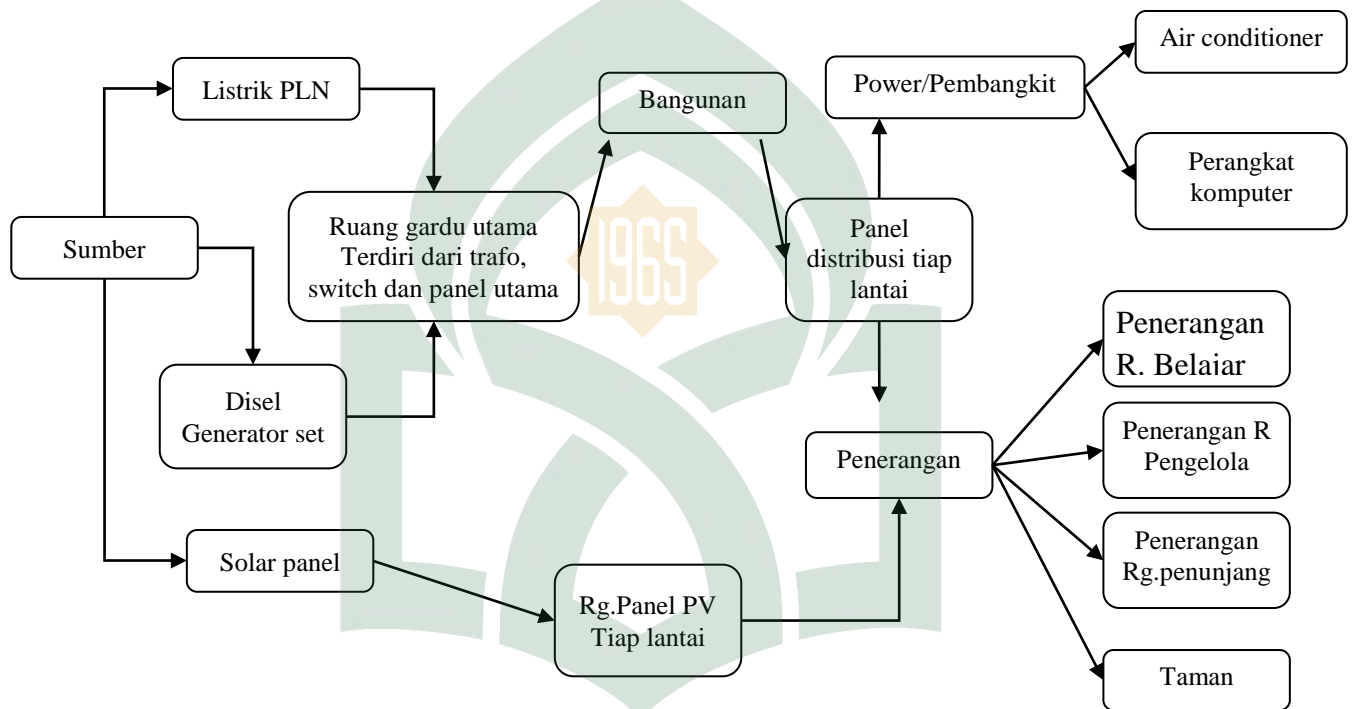 Listrik PLN
Bangunan
Power/Pembangkit
Air conditioner
Perangkat
komputer
Sumber
Ruang gardu utama
Terdiri dari trafo,
switch dan panel utama
1965
Panel
distribusi tiap
lantai
Disel
Generator set
Penerangan
Penerangan
R. Belajar
Penerangan R
Pengelola
Penerangan
Rg.penunjang
Solar panel
Rg.Panel PV
Tiap lantai
Taman